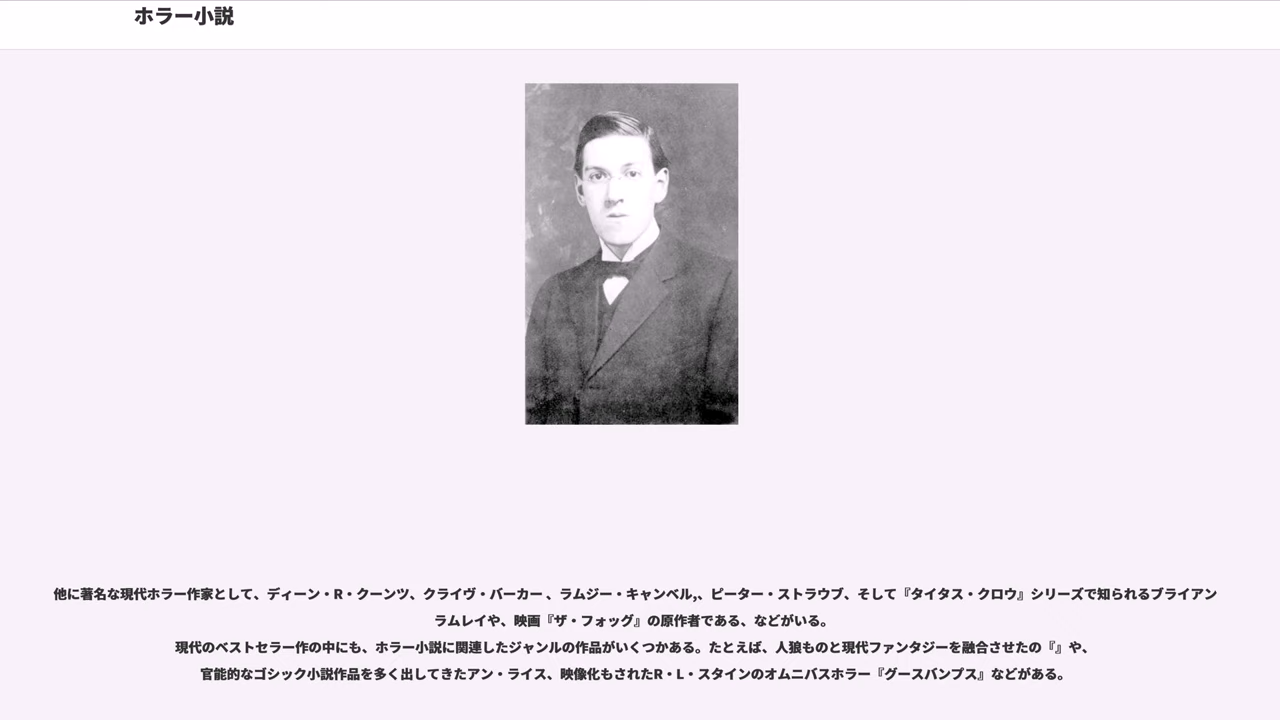 ホラー小説
他に著名な現代ホラー作家として、ディーン・R・クーンツ、クライヴ・バーカー 、ラムジー・キャンベル,、ピーター・ストラウブ、そして『タイタス・クロウ』シリーズで知られるブライアン
ラムレイや、映画『ザ・フォッグ』の原作者である、などがいる。
現代のベストセラー作の中にも、ホラー小説に関連したジャンルの作品がいくつかある。たとえば、人狼ものと現代ファンタジーを融合させたの『』や、
官能的なゴシック小説作品を多く出してきたアン・ライス、映像化もされたR・L・スタインのオムニバスホラー『グースバンプス』などがある。